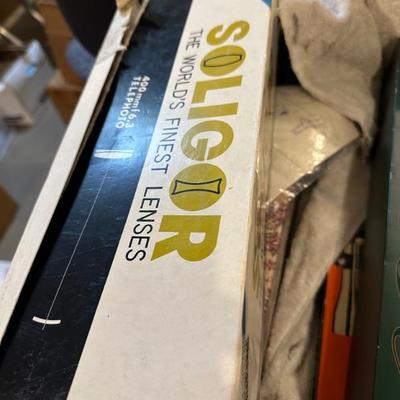 SOLIGOR
THE WORLD'S FINEST LENSES
400mm f6.3
TELEPHOTO